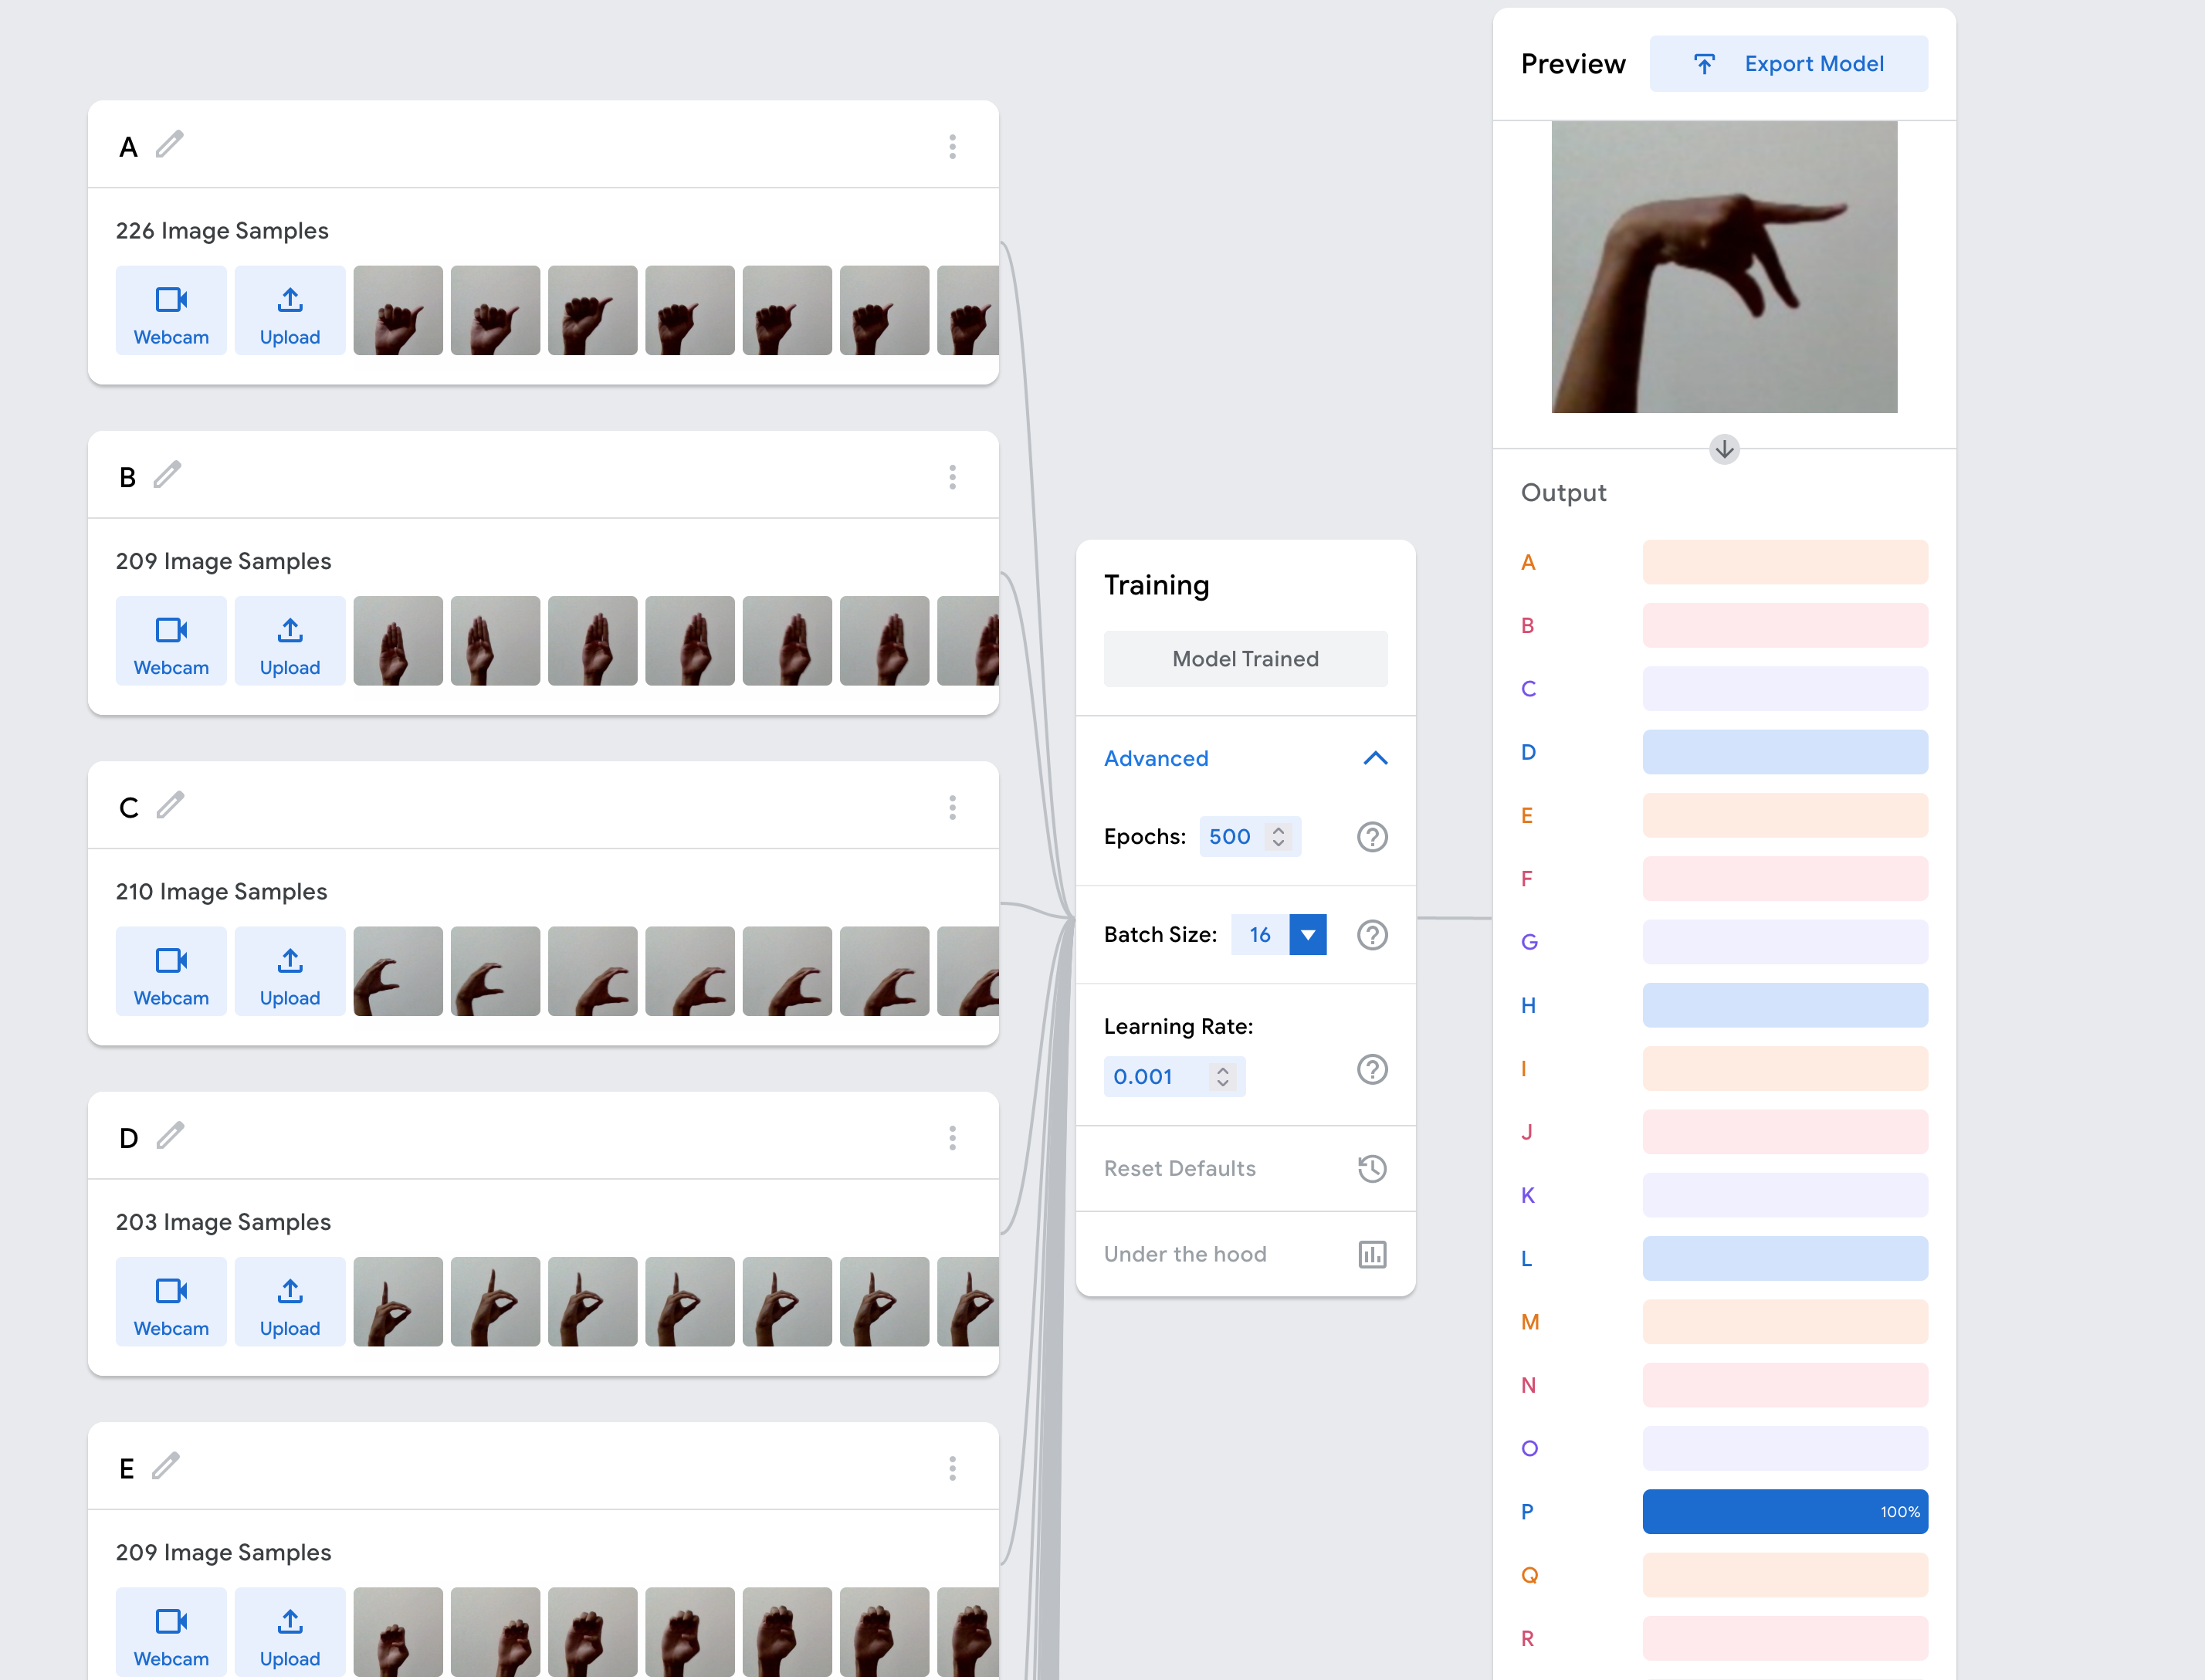 A
226 Image Samples
Webcam
Upload
B
209 Image Samples
Webcam
Upload
C
210 Image Samples
Webcam
Upload
D
203 Image Samples
Webcam
Upload
E
209 Image Samples
Webcam
Upload
Training
Model Trained
Advanced
Epochs: 500
Batch Size: 16
Learning Rate:
0.001
Reset Defaults
Under the hood
Preview
Export Model
Output
A
B
C
D
E
F
G
H
I
J
K
L
M
N
O
P 100%
Q
R